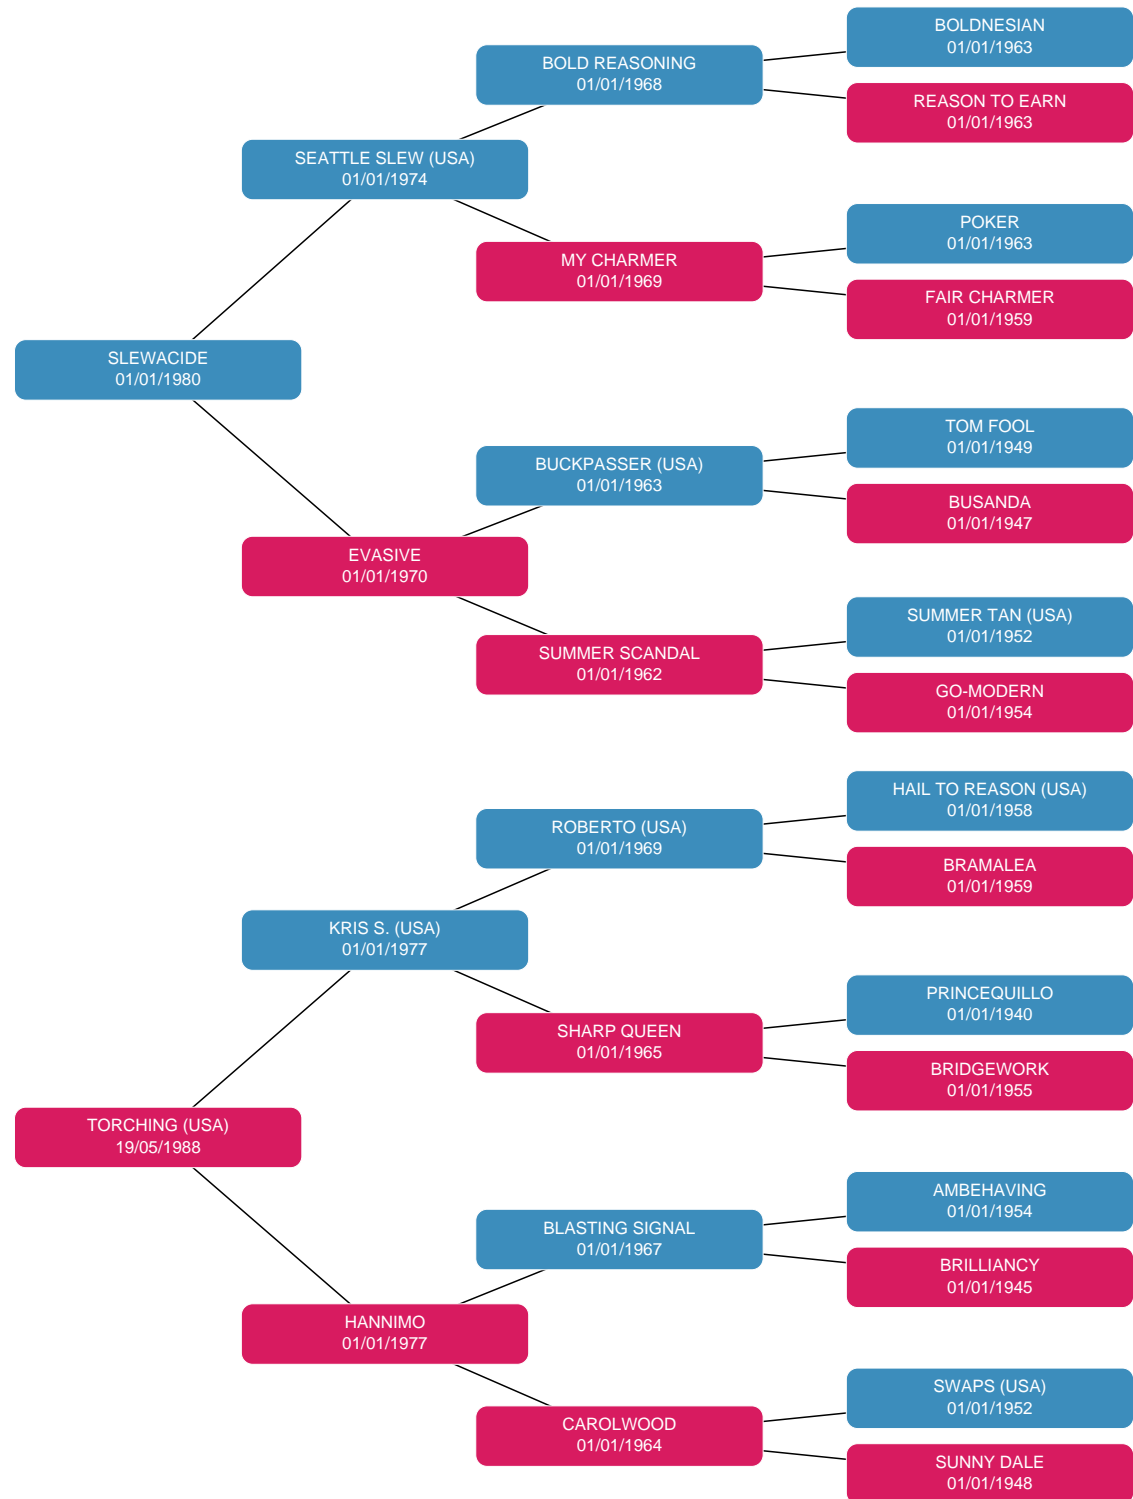 BOLDNESIAN
01/01/1963
BOLD REASONING
01/01/1968
REASON TO EARN
01/01/1963
SEATTLE SLEW (USA)
01/01/1974
POKER
01/01/1963
MY CHARMER
01/01/1969
FAIR CHARMER
01/01/1959
SLEWACIDE
01/01/1980
TOM FOOL
01/01/1949
BUCKPASSER (USA)
01/01/1963
BUSANDA
01/01/1947
EVASIVE
01/01/1970
SUMMER TAN (USA)
01/01/1952
SUMMER SCANDAL
01/01/1962
GO-MODERN
01/01/1954
HAIL TO REASON (USA)
01/01/1958
ROBERTO (USA)
01/01/1969
BRAMALEA
01/01/1959
KRIS S. (USA)
01/01/1977
PRINCEQUILLO
01/01/1940
SHARP QUEEN
01/01/1965
BRIDGEWORK
01/01/1955
TORCHING (USA)
19/05/1988
AMBEHAVING
01/01/1954
BLASTING SIGNAL
01/01/1967
BRILLIANCY
01/01/1945
HANNIMO
01/01/1977
SWAPS (USA)
01/01/1952
CAROLWOOD
01/01/1964
SUNNY DALE
01/01/1948